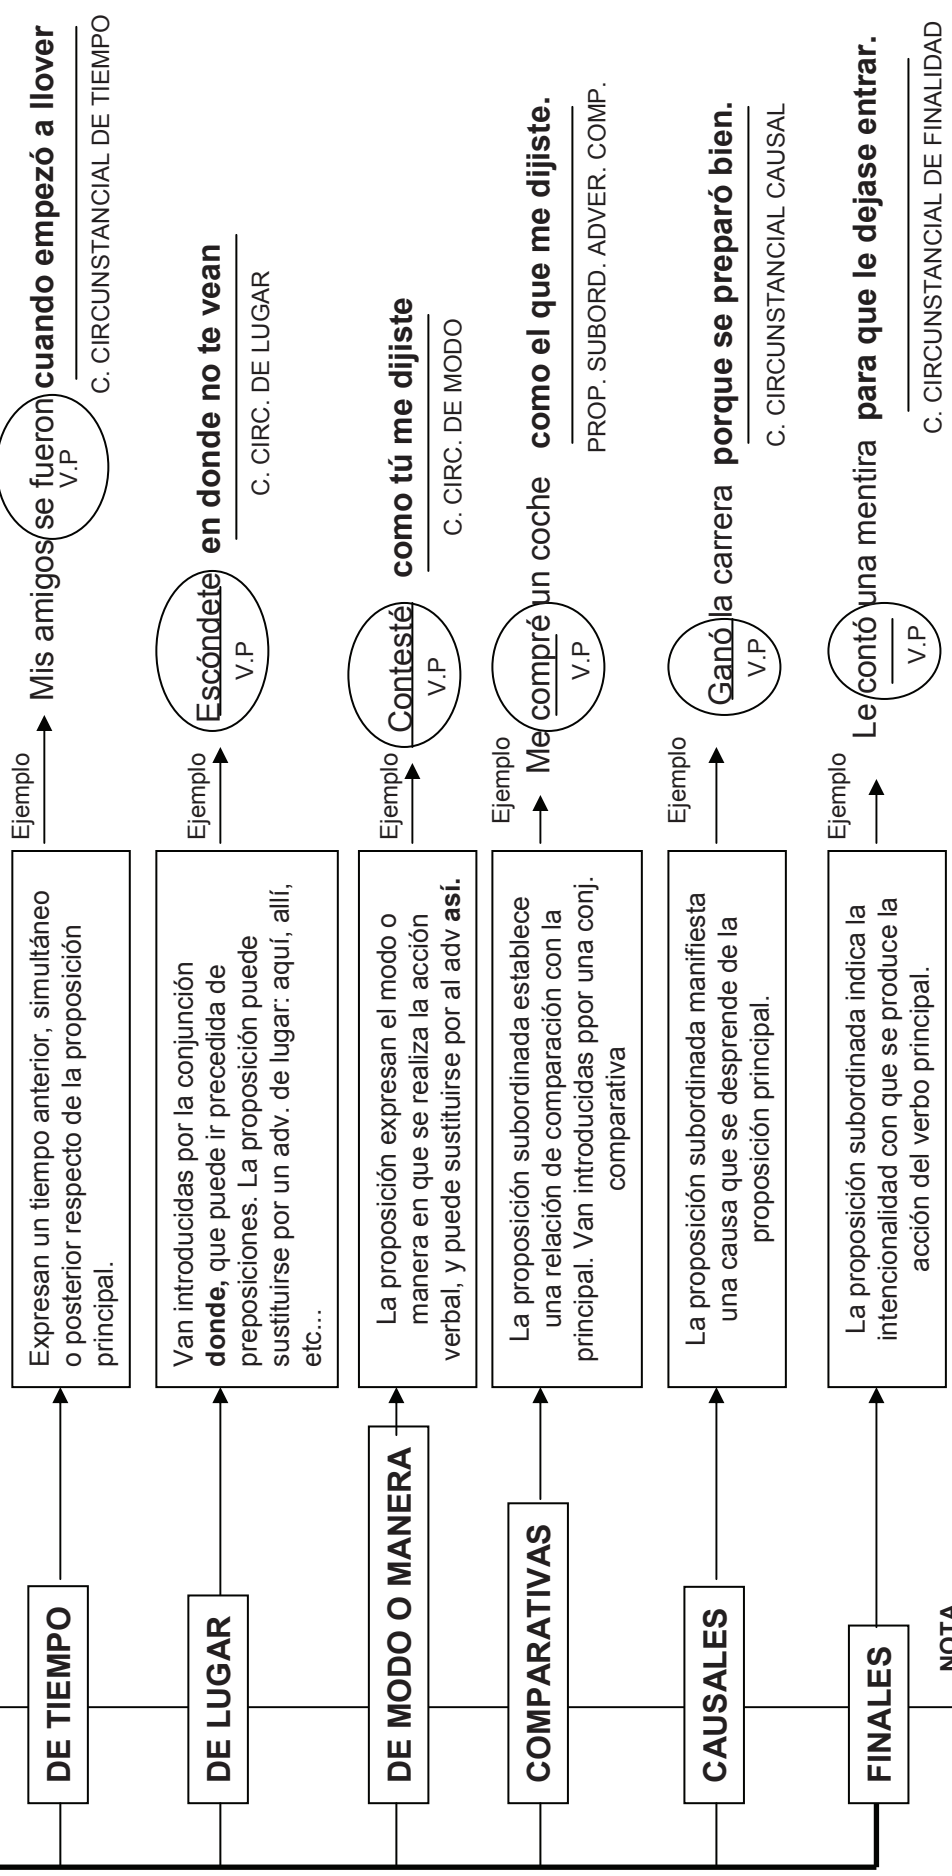 DE TIEMPO
Expresan un tiempo anterior, simultáneo
o posterior respecto de la proposición
principal.
Ejemplo
Mis amigos se fueron cuando empezó a llover
V.P
C. CIRCUNSTANCIAL DE TIEMPO
DE LUGAR
Van introducidas por la conjunción
donde, que puede ir precedida de
preposiciones. La proposición puede
sustituirse por un adv. de lugar: aquí, allí,
etc...
Ejemplo
Escóndete en donde no te vean
V.P
C. CIRC. DE LUGAR
DE MODO O MANERA
La proposición expresan el modo o
manera en que se realiza la acción
verbal, y puede sustituirse por al adv así.
Ejemplo
Contesté como tú me dijiste
V.P
C. CIRC. DE MODO
COMPARATIVAS
La proposición subordinada establece
una relación de comparación con la
principal. Van introducidas ppor una conj.
comparativa
Ejemplo
Me compré un coche como el que me dijiste.
V.P
PROP. SUBORD. ADVER. COMP.
CAUSALES
La proposición subordinada manifiesta
una causa que se desprende de la
proposición principal.
Ejemplo
Ganó la carrera porque se preparó bien.
V.P
C. CIRCUNSTANCIAL CAUSAL
FINALES
La proposición subordinada indica la
intencionalidad con que se produce la
acción del verbo principal.
Ejemplo
Le contó una mentira para que le dejase entrar.
V.P
C. CIRCUNSTANCIAL DE FINALIDAD
NOTA